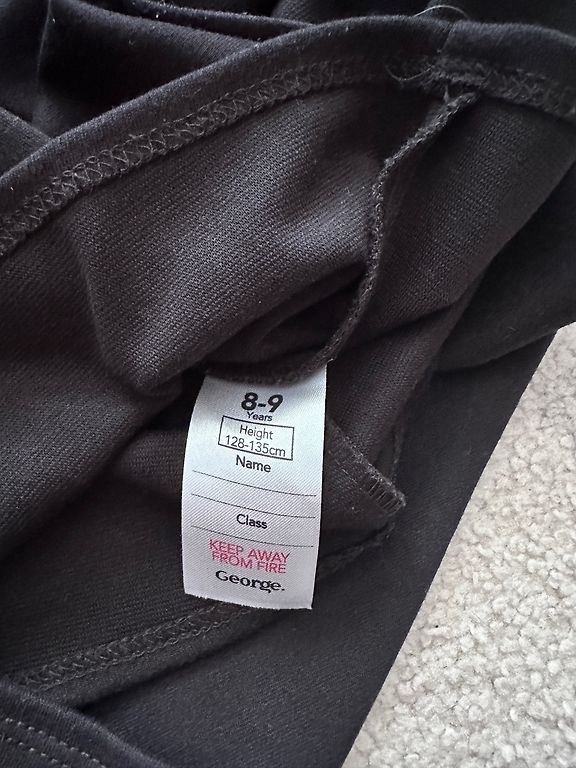 8-9
Years
Height
128-135cm
Name
Class
KEEP AWAY
FROM FIRE
George.